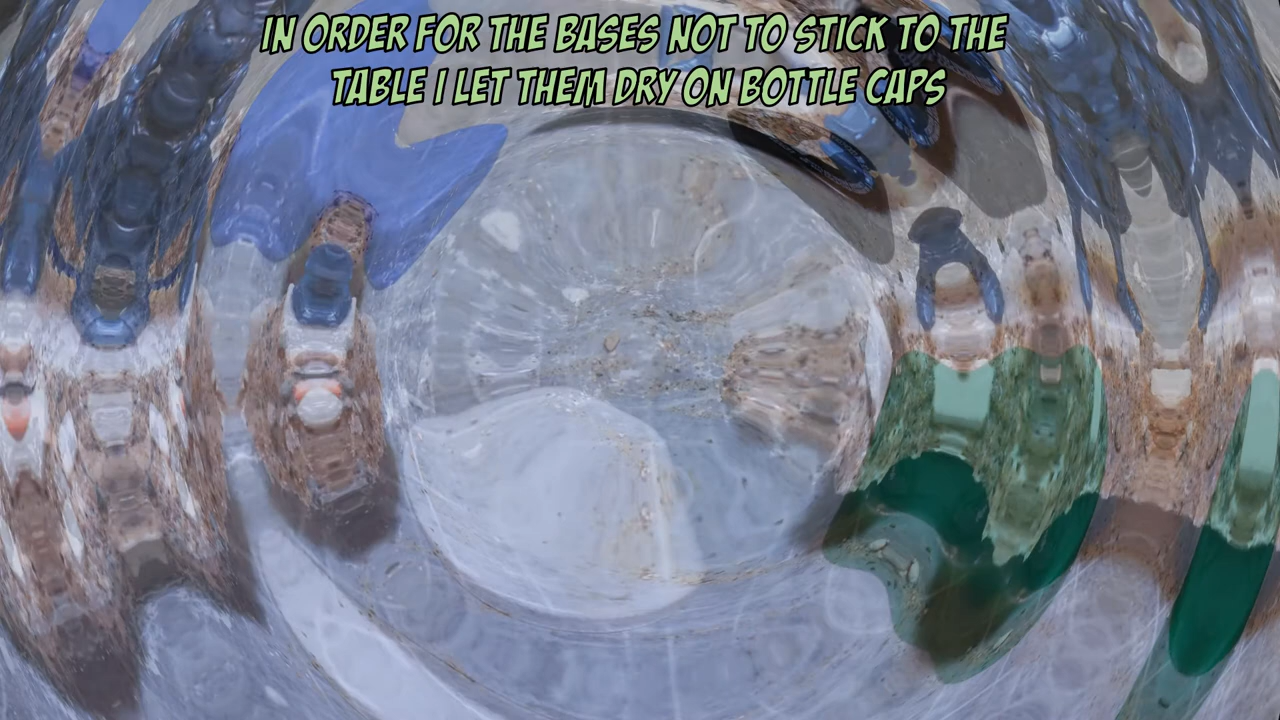 IN ORDER FOR THE BASES NOT TO STICK TO THE
TABLE I LET THEM DRY ON BOTTLE CAPS